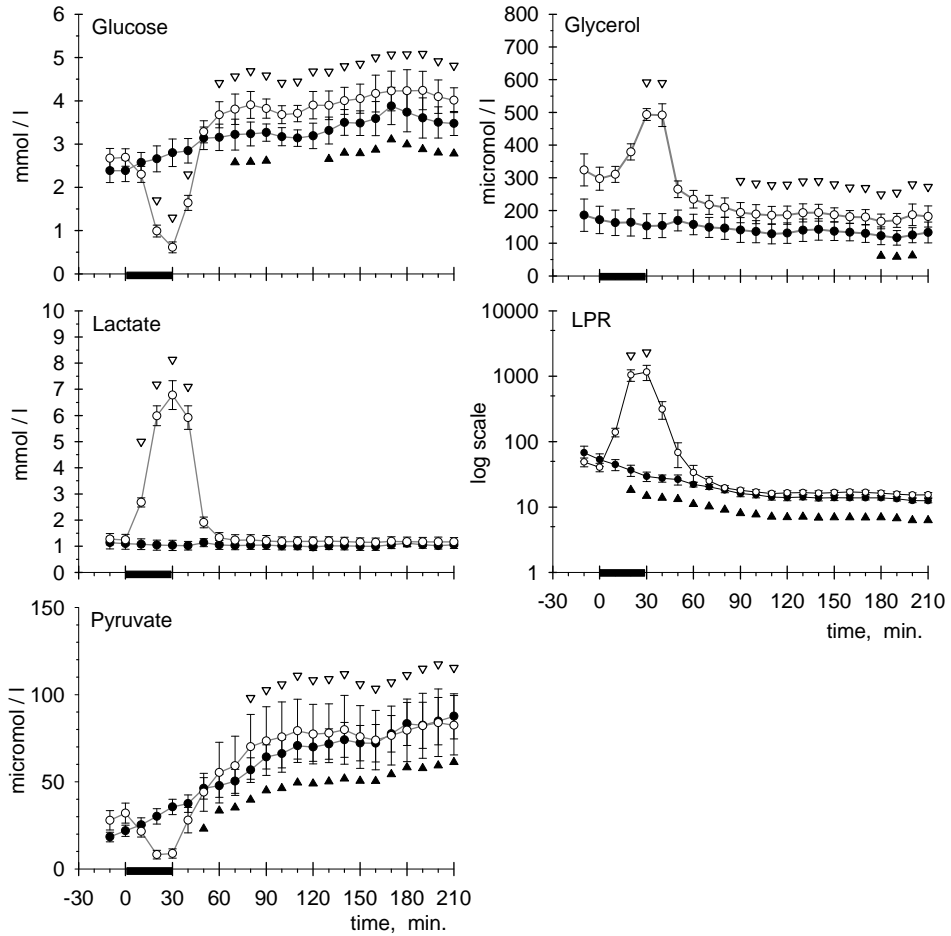 Glucose
mmol / l
6
5
4
3
2
1
0
Glycerol
micromol / l
800
700
600
500
400
300
200
100
0
Lactate
mmol / l
10
9
8
7
6
5
4
3
2
1
0
LPR
log scale
10000
1000
100
10
1
-30 0 30 60 90 120 150 180 210
time, min.
Pyruvate
micromol / l
150
100
50
0
-30 0 30 60 90 120 150 180 210
time, min.